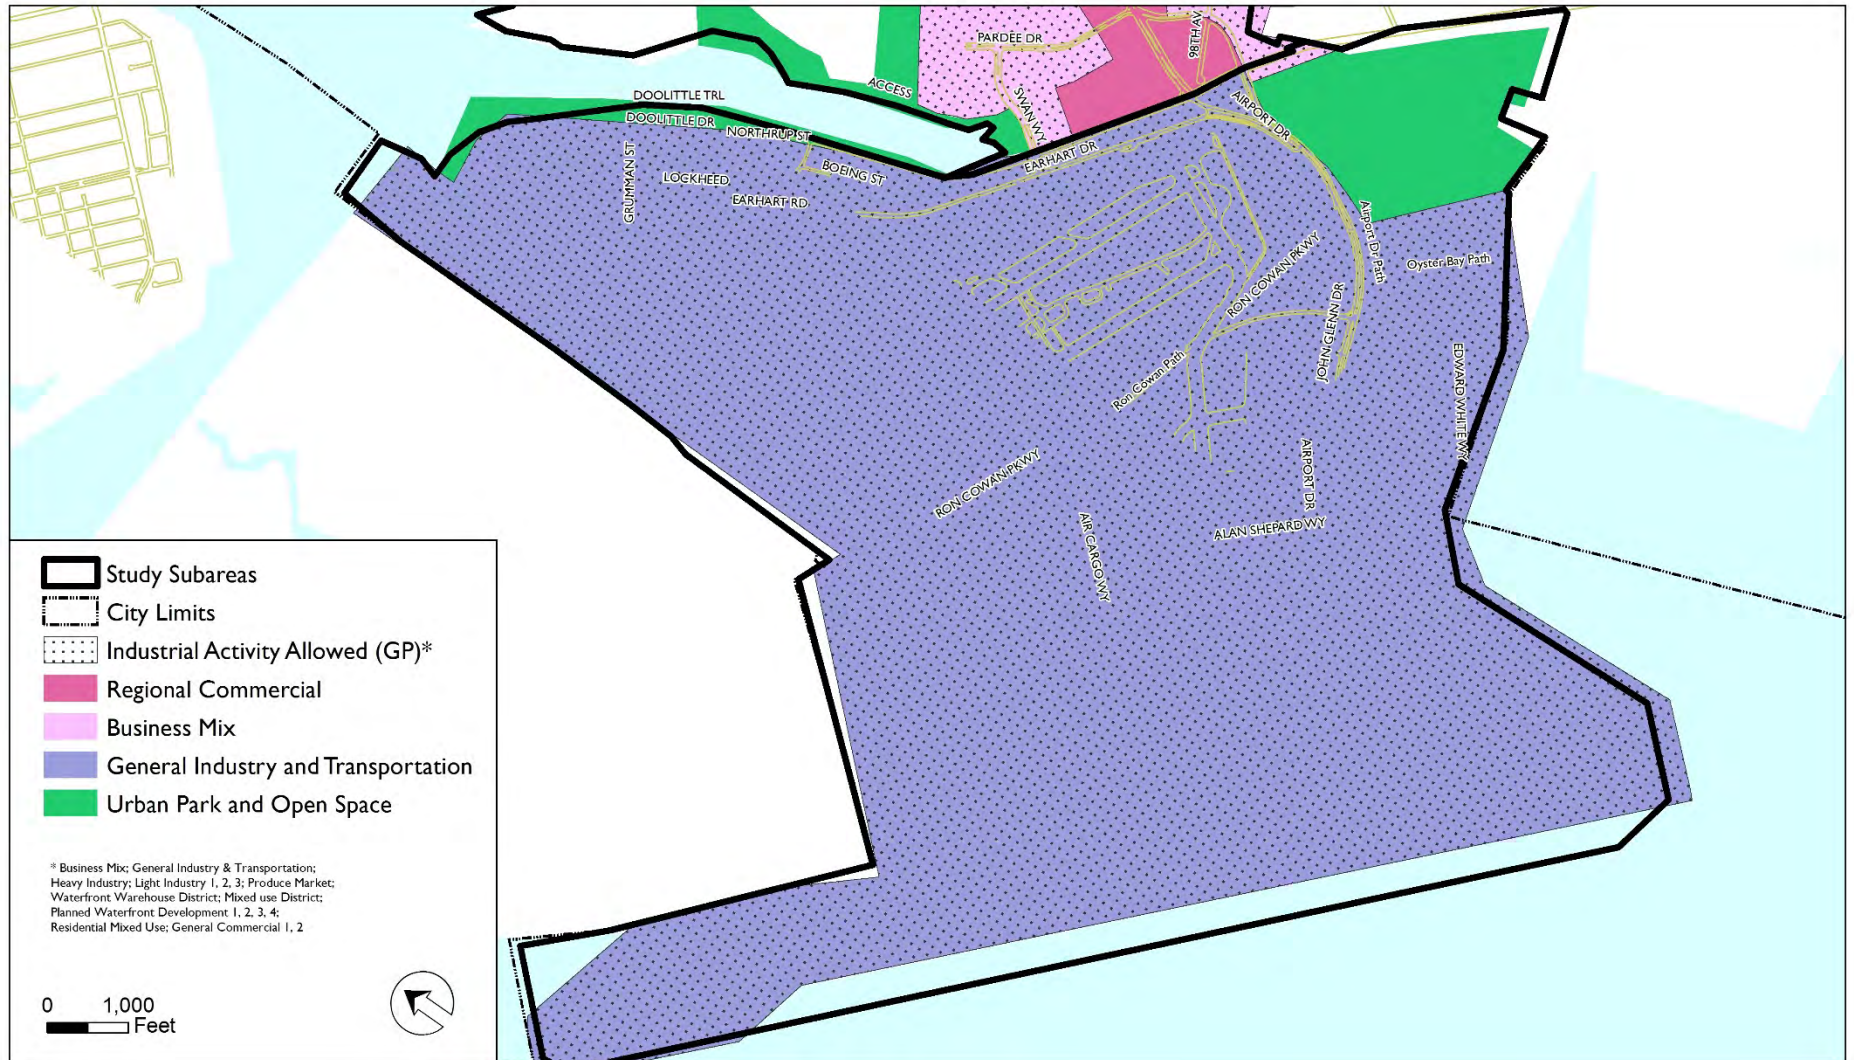 PARDEE DR
98TH AV
ACCESS
SWAN WY
DOOLITTLE TRL
DOOLITTLE DR
NORTHRUP ST
AIRPORT DR
EARHART DR
BOEING ST
GRUMMAN ST
LOCKHEED
EARHART RD
Airport Dr Path
Oyster Bay Path
RON COWAN PKWY
JOHN GLENN DR
Ron Cowan Path
EDWARD WHITE WY
RON COWAN PKWY
AIRPORT DR
ALAN SHEPARD WY
AIR CARGO WY
Study Subareas
City Limits
Industrial Activity Allowed (GP)*
Regional Commercial
Business Mix
General Industry and Transportation
Urban Park and Open Space
* Business Mix; General Industry & Transportation;
Heavy Industry; Light Industry 1, 2, 3; Produce Market;
Waterfront Warehouse District; Mixed use District;
Planned Waterfront Development 1, 2, 3, 4;
Residential Mixed Use; General Commercial 1, 2
0 1,000
Feet